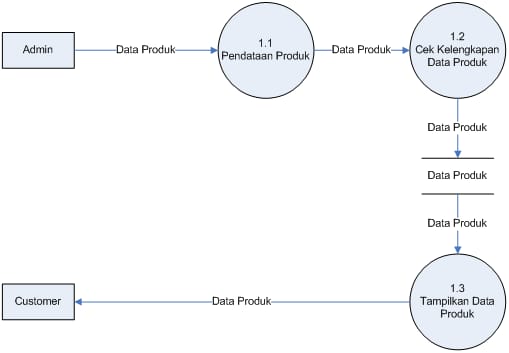 Admin
Data Produk
1.1
Pendataan Produk
Data Produk
1.2
Cek Kelengkapan
Data Produk
Data Produk
Data Produk
Data Produk
1.3
Tampilkan Data
Produk
Data Produk
Customer